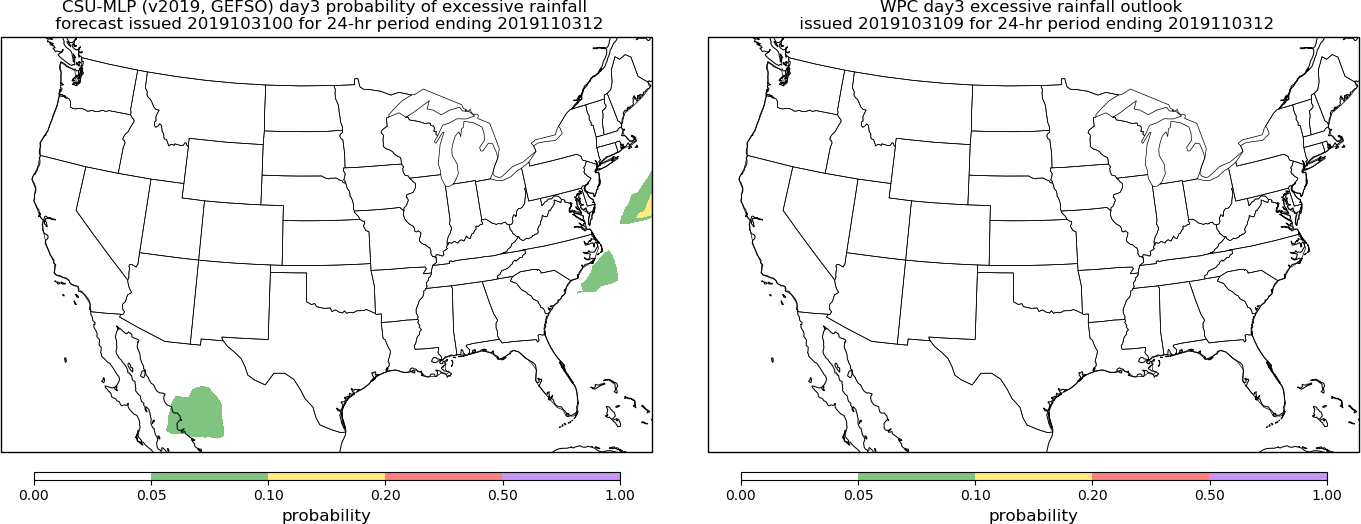 CSU-MLP (v2019, GEFSO) day3 probability of excessive rainfall
forecast issued 2019103100 for 24-hr period ending 2019110312
0.00 0.05 0.10 0.20 0.50 1.00
probability
WPC day3 excessive rainfall outlook
issued 2019103109 for 24-hr period ending 2019110312
0.00 0.05 0.10 0.20 0.50 1.00
probability